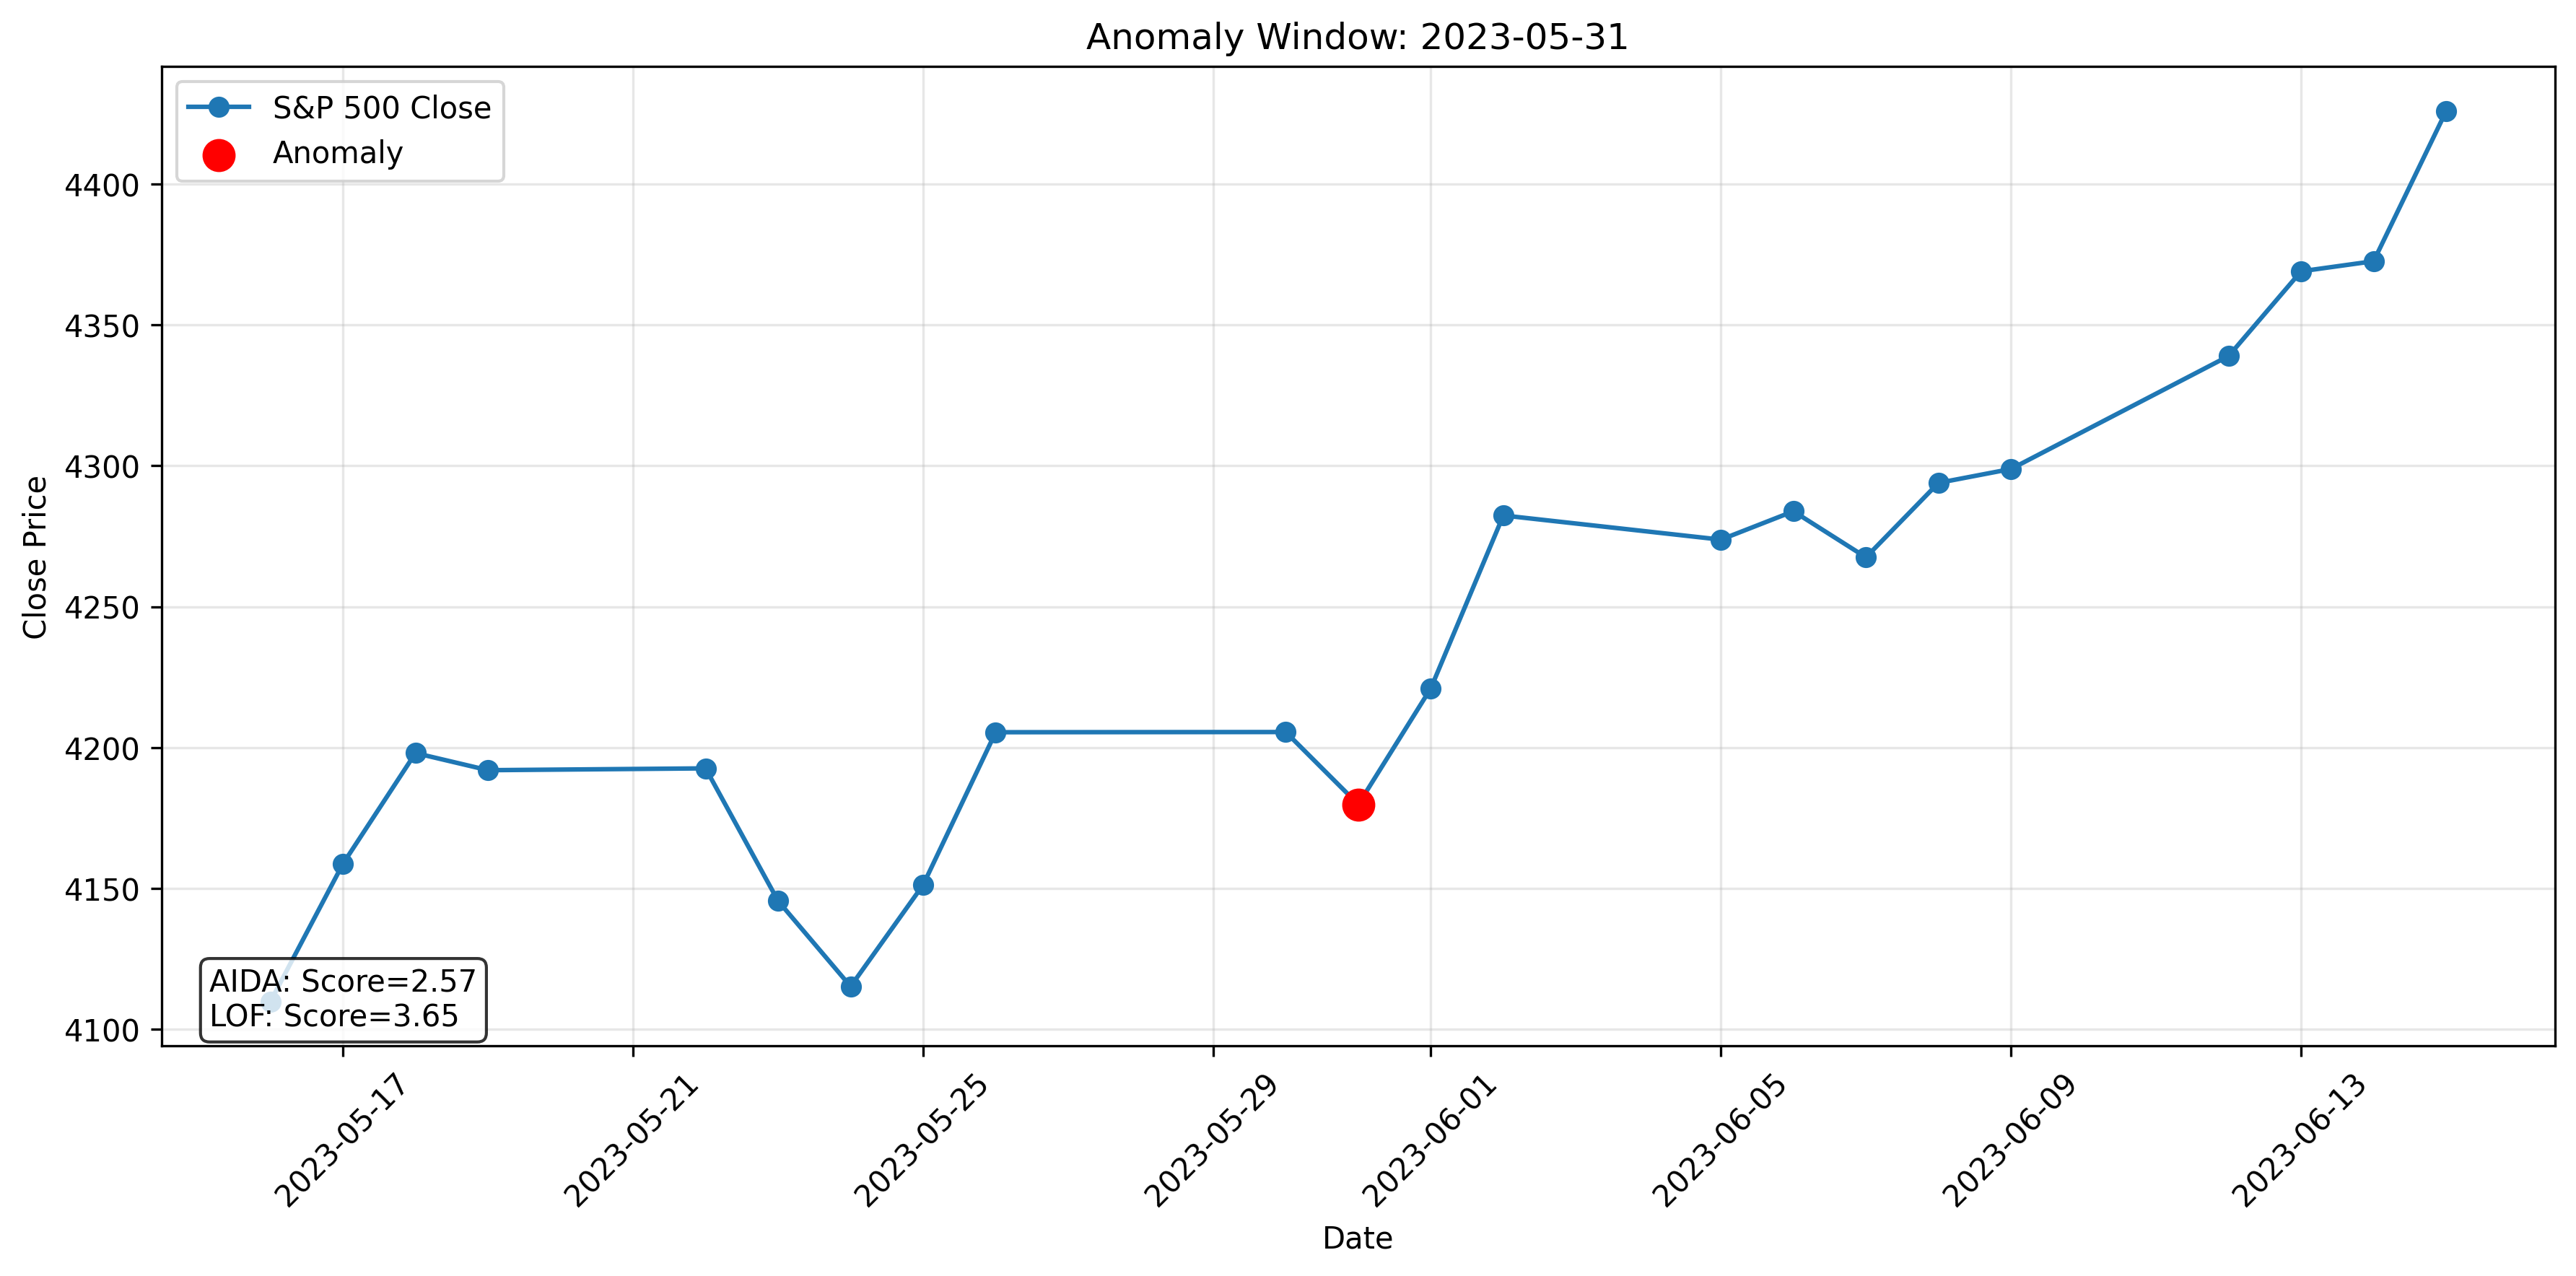 Anomaly Window: 2023-05-31
S&P 500 Close
Anomaly
4400
4350
4300
4250
4200
4150
4100
Close Price
AIDA: Score=2.57
LOF: Score=3.65
2023-05-17
2023-05-21
2023-05-25
2023-05-29
2023-06-01
2023-06-05
2023-06-09
2023-06-13
Date